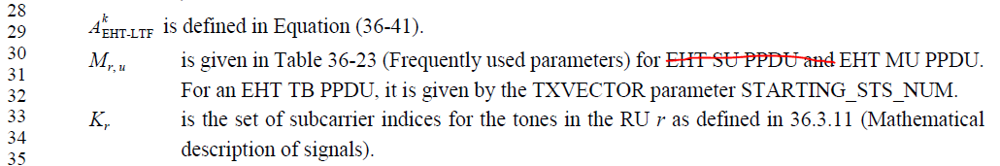 28
29 A^k_EHT-LTF is defined in Equation (36-41).
30 M_r, u is given in Table 36-23 (Frequently used parameters) for EHT SU PPDU and EHT MU PPDU.
31
32 For an EHT TB PPDU, it is given by the TXVECTOR parameter STARTING_STS_NUM.
33 K_r is the set of subcarrier indices for the tones in the RU r as defined in 36.3.11 (Mathematical
34
35 description of signals).